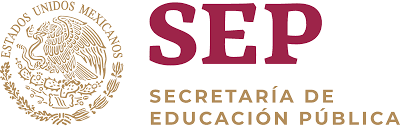 ESTADOS UNIDOS MEXICANOS
SEP
SECRETARÍA DE
EDUCACIÓN PÚBLICA